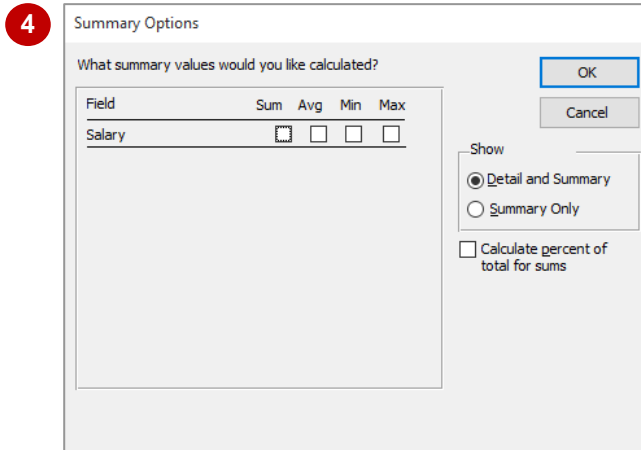 4
Summary Options
What summary values would you like calculated?
OK
Field Sum Avg Min Max
Cancel
Salary
Show
Detail and Summary
Summary Only
Calculate percent of
total for sums